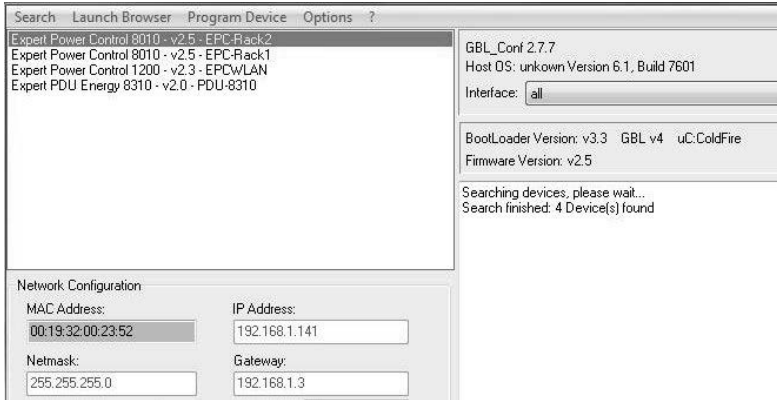 Search Launch Browser Program Device Options ?
Expert Power Control 8010 - v2.5 - EPC-Rack2
Expert Power Control 8010 - v2.5 - EPC-Rack1
Expert Power Control 1200 - v2.3 - EPCWLAN
Expert PDU Energy 8310 - v2.0 - PDU-8310
GBL_Conf 2.7.7
Host OS: unkown Version 6.1, Build 7601
Interface: all
BootLoader Version: v3.3 GBL v4 uC:ColdFire
Firmware Version: v2.5
Searching devices, please wait...
Search finished: 4 Device(s) found
Network Configuration
MAC Address: IP Address:
00:19:32:00:23:52 192.168.1.141
Netmask: Gateway:
255.255.255.0 192.168.1.3